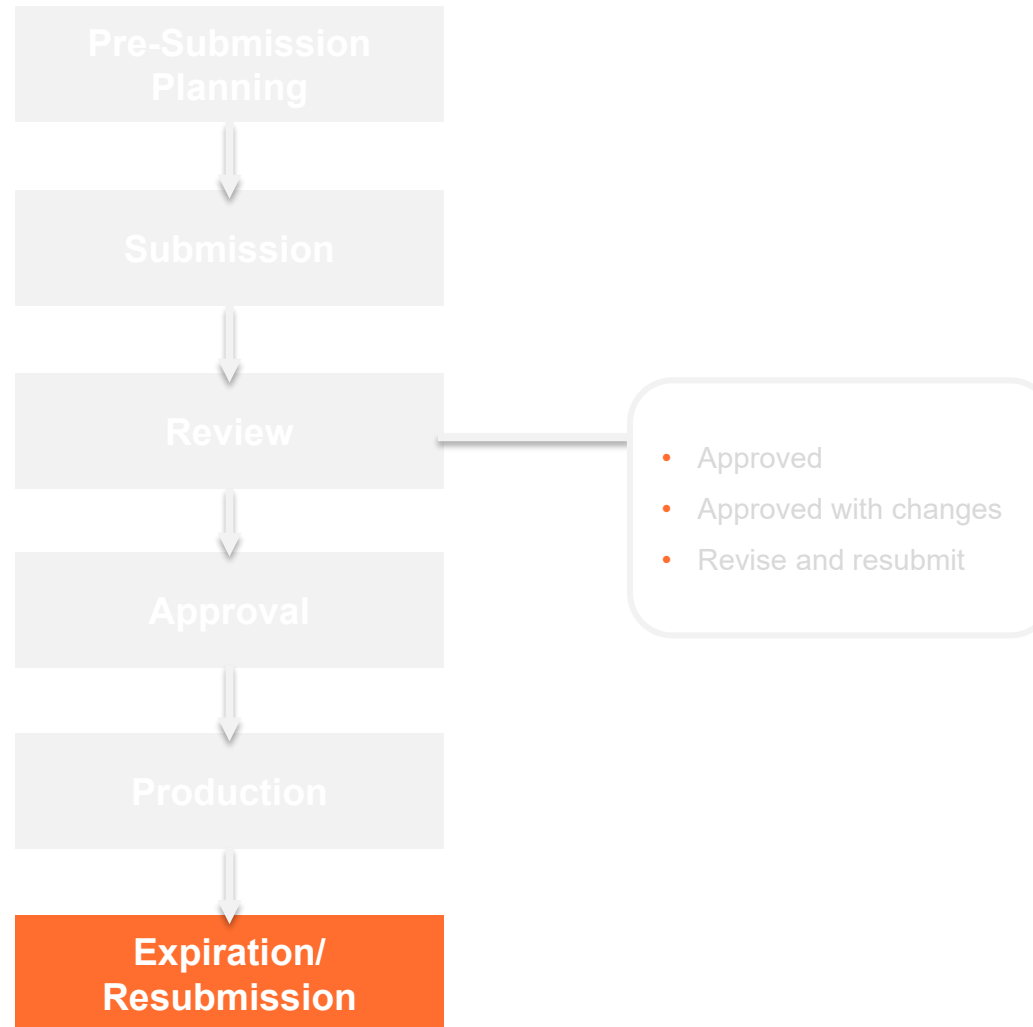 Pre-Submission
Planning
Submission
Review
• Approved
• Approved with changes
• Revise and resubmit
Approval
Production
Expiration/
Resubmission